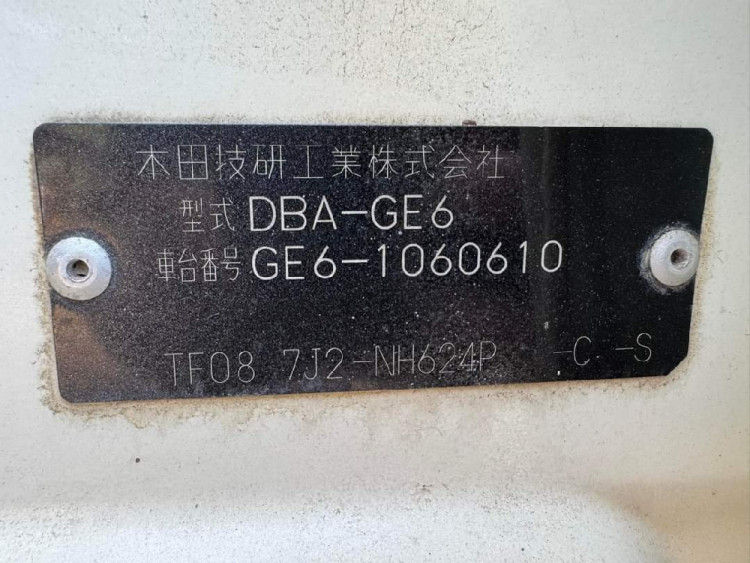 本田技研工業株式会社
型式 DBA-GE6
車台番号 GE6-1060610
TF08 7J2-NH624P -C -S